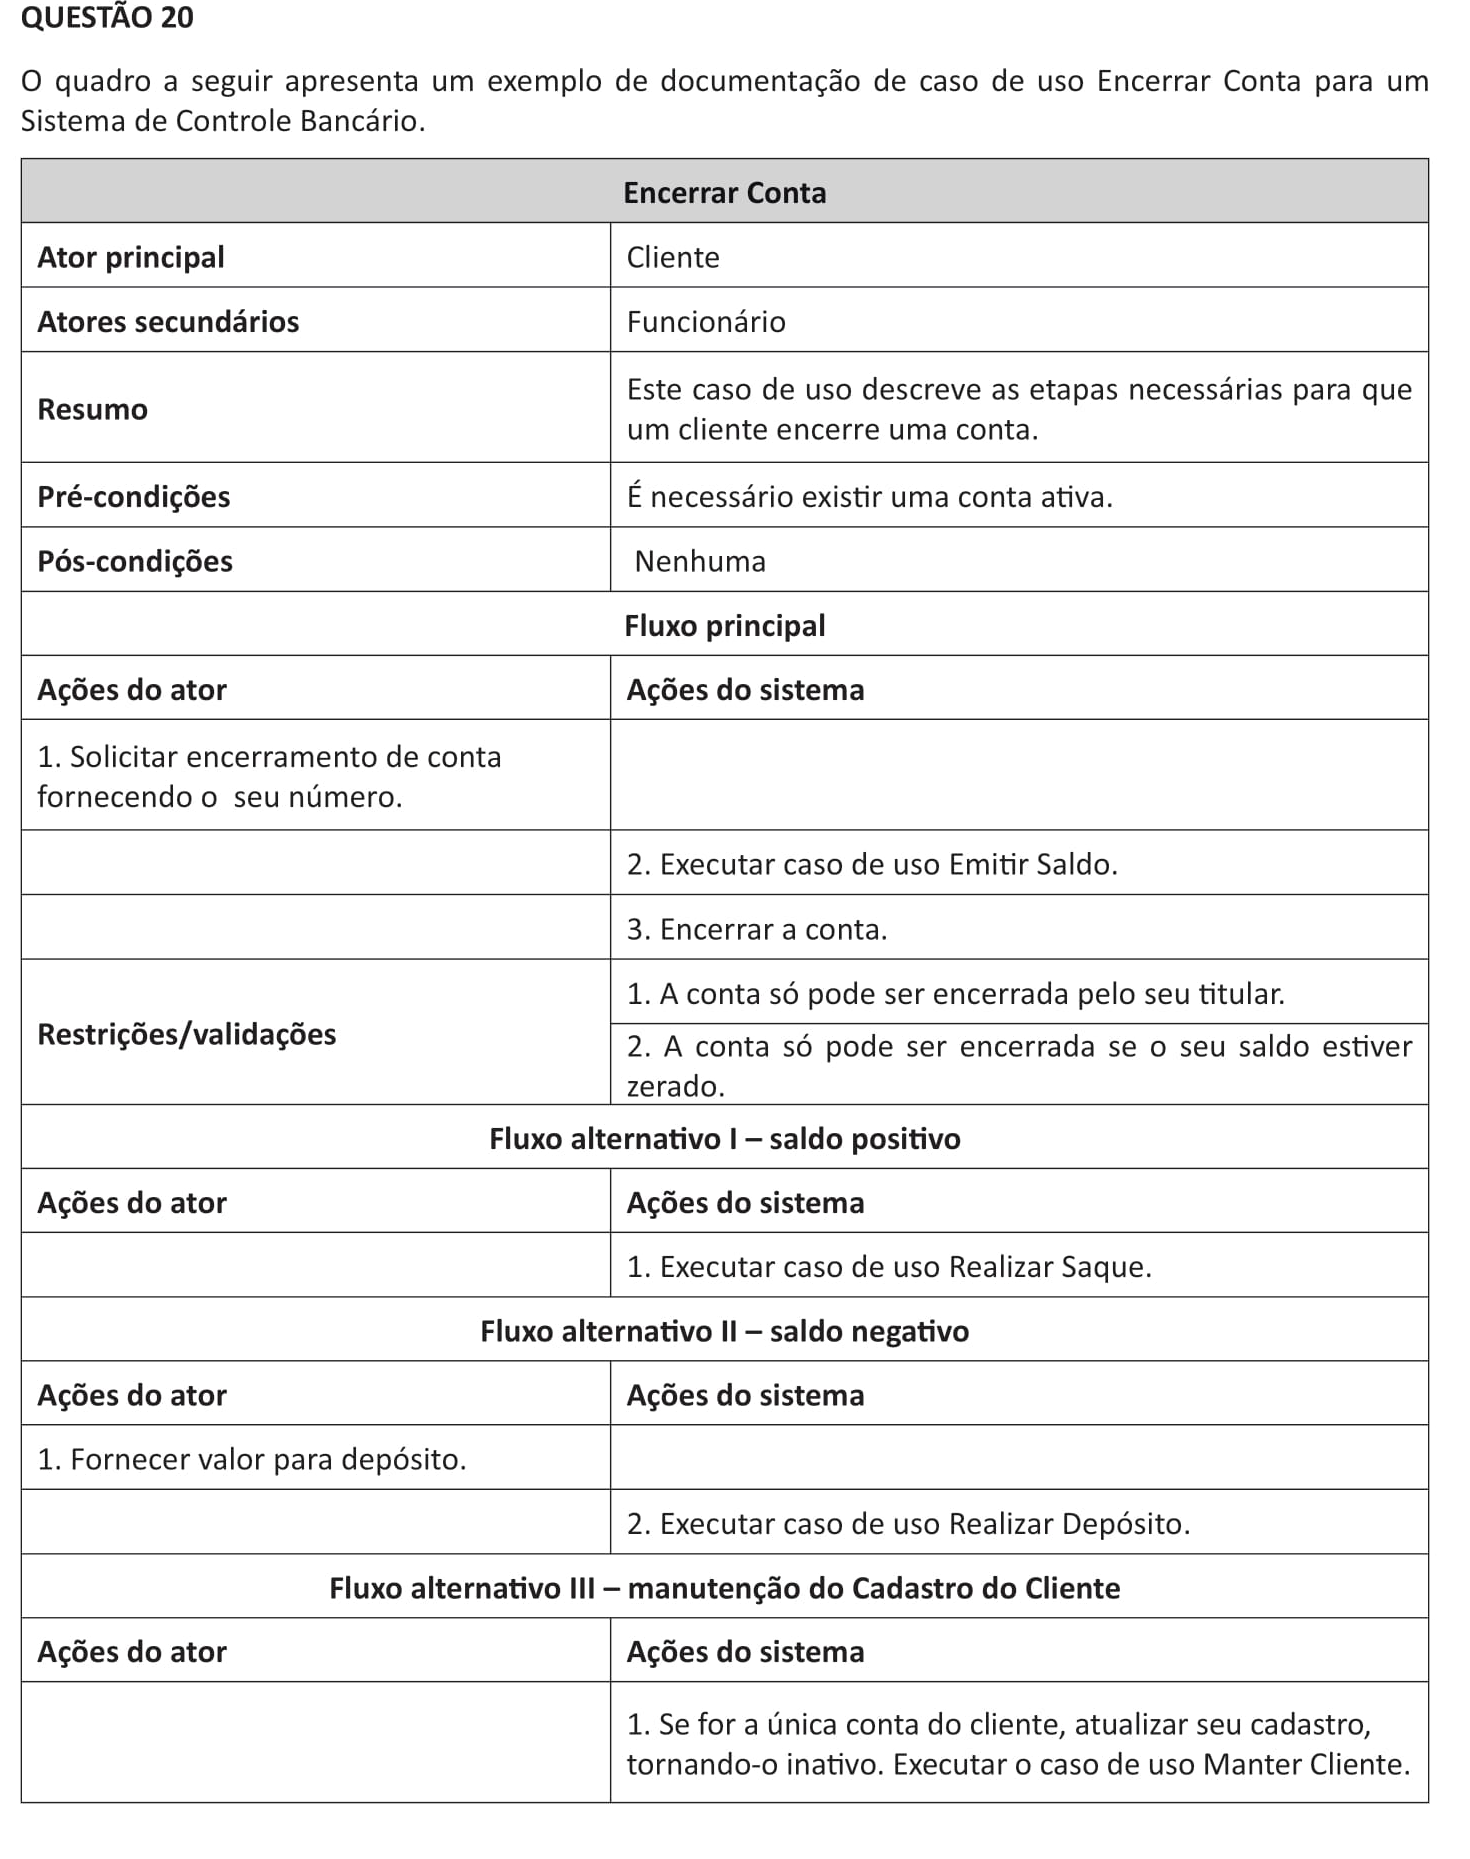 QUESTÃO 20
O quadro a seguir apresenta um exemplo de documentação de caso de uso Encerrar Conta para um
Sistema de Controle Bancário.
Encerrar Conta
Ator principal
Cliente
Atores secundários
Funcionário
Resumo
Este caso de uso descreve as etapas necessárias para que
um cliente encerre uma conta.
Pré-condições
É necessário existir uma conta ativa.
Pós-condições
Nenhuma
Fluxo principal
Ações do ator
Ações do sistema
1. Solicitar encerramento de conta
fornecendo o seu número.
2. Executar caso de uso Emitir Saldo.
3. Encerrar a conta.
Restrições/validações
1. A conta só pode ser encerrada pelo seu titular.
2. A conta só pode ser encerrada se o seu saldo estiver
zerado.
Fluxo alternativo I – saldo positivo
Ações do ator
Ações do sistema
1. Executar caso de uso Realizar Saque.
Fluxo alternativo II – saldo negativo
Ações do ator
Ações do sistema
1. Fornecer valor para depósito.
2. Executar caso de uso Realizar Depósito.
Fluxo alternativo III – manutenção do Cadastro do Cliente
Ações do ator
Ações do sistema
1. Se for a única conta do cliente, atualizar seu cadastro,
tornando-o inativo. Executar o caso de uso Manter Cliente.